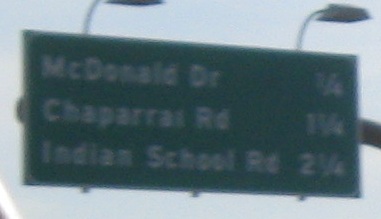 McDonald Dr ¼
Chaparral Rd 1¼
Indian School Rd 2¼